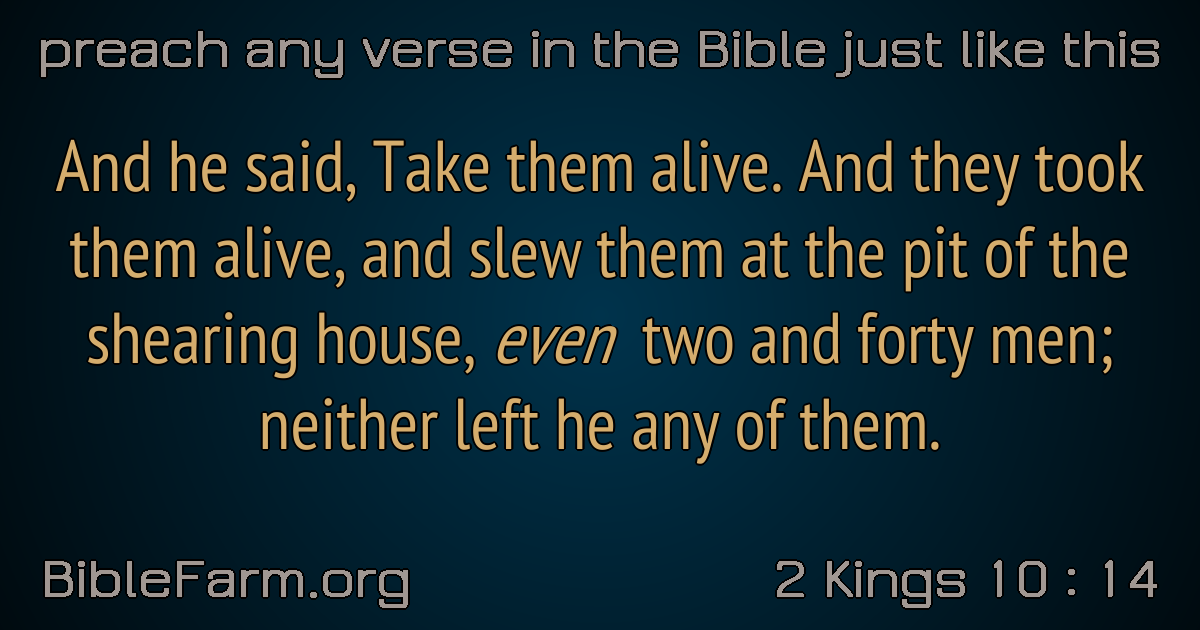 preach any verse in the Bible just like this
And he said, Take them alive. And they took
them alive, and slew them at the pit of the
shearing house, even two and forty men;
neither left he any of them.
BibleFarm.org
2 Kings 10 : 14